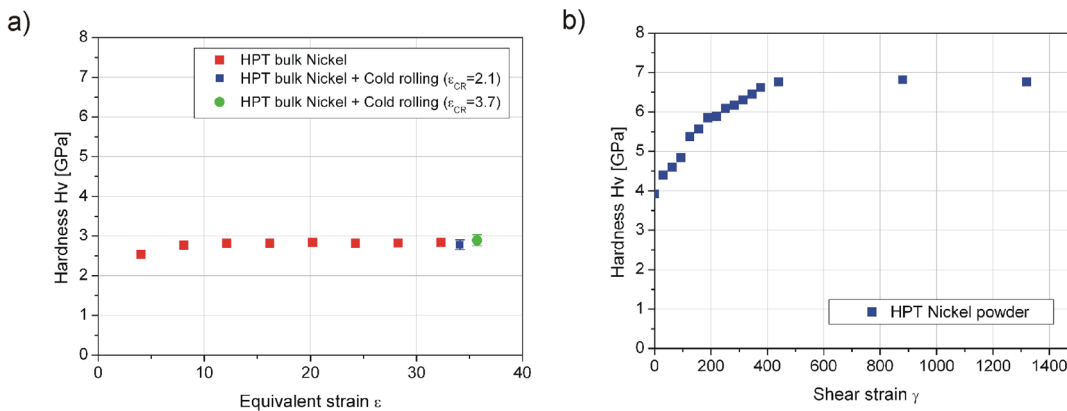 a)
8
7
6
5
4
3
2
1
0
Hardness Hv [GPa]
HPT bulk Nickel
HPT bulk Nickel + Cold rolling (εCR=2.1)
HPT bulk Nickel + Cold rolling (εCR=3.7)
0 10 20 30 40
Equivalent strain ε
b)
8
7
6
5
4
3
2
1
0
Hardness Hv [GPa]
HPT Nickel powder
0 200 400 600 800 1000 1200 1400
Shear strain γ